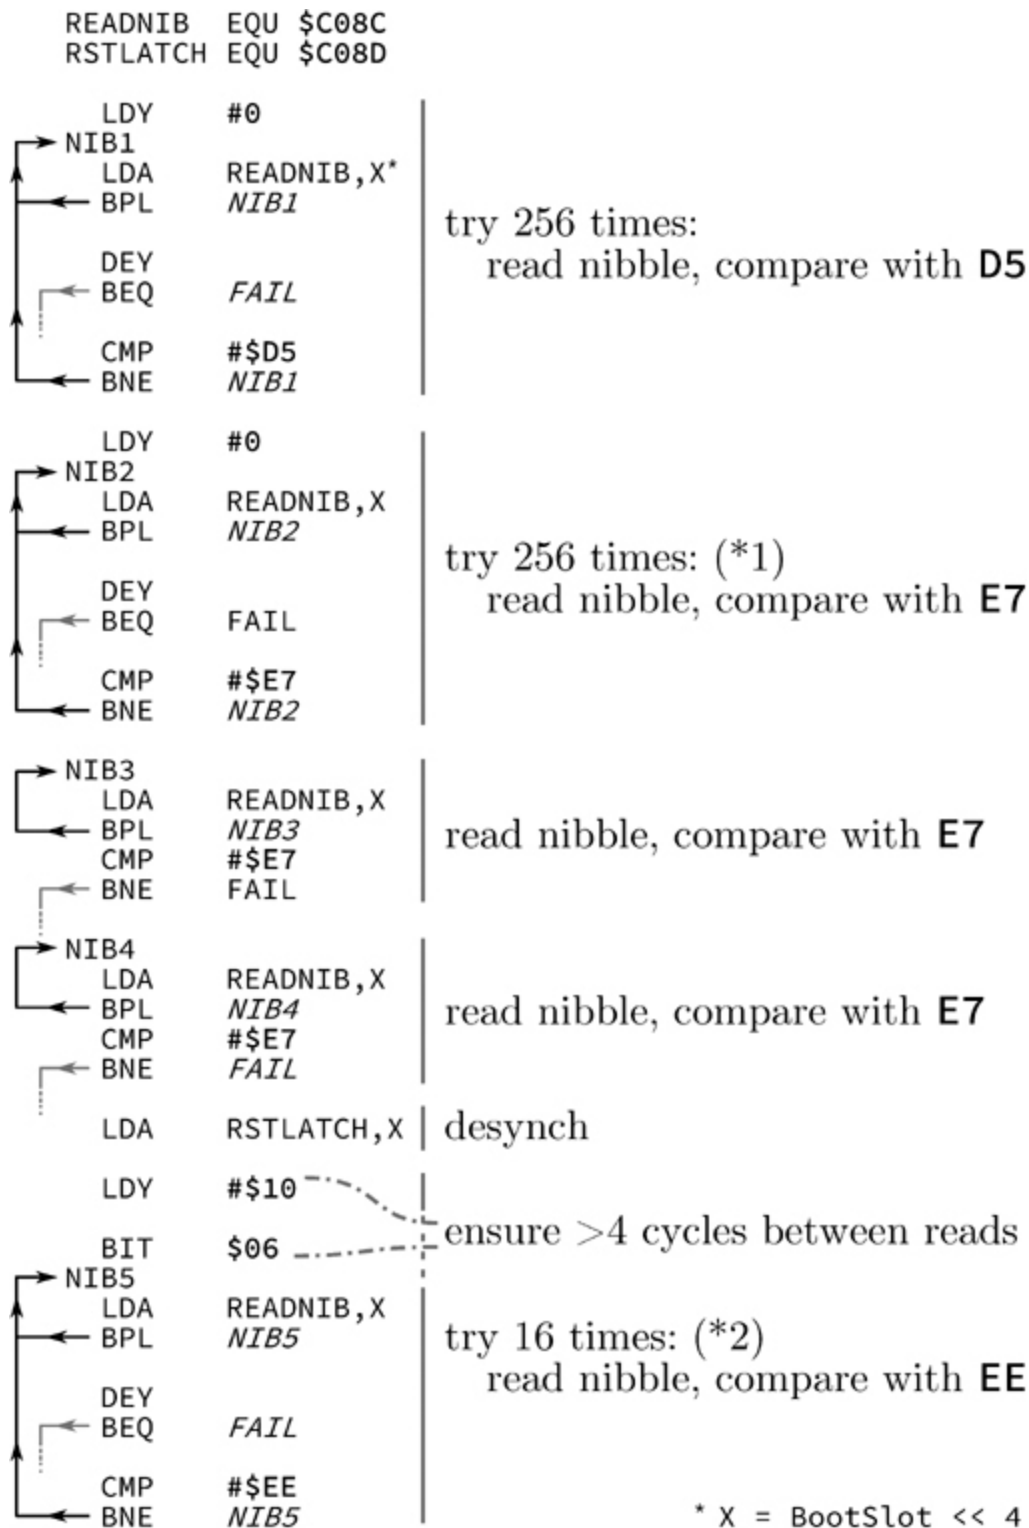 READNIB EQU $C08C
RSTLATCH EQU $C08D
LDY #0
NIB1
LDA READNIB,X*
BPL NIB1
try 256 times:
read nibble, compare with D5
DEY
BEQ FAIL
CMP #$D5
BNE NIB1
LDY #0
NIB2
LDA READNIB,X
BPL NIB2
try 256 times: (*1)
read nibble, compare with E7
DEY
BEQ FAIL
CMP #$E7
BNE NIB2
NIB3
LDA READNIB,X
BPL NIB3
read nibble, compare with E7
CMP #$E7
BNE FAIL
NIB4
LDA READNIB,X
BPL NIB4
read nibble, compare with E7
CMP #$E7
BNE FAIL
LDA RSTLATCH,X desynch
LDY #$10
ensure >4 cycles between reads
BIT $06
NIB5
LDA READNIB,X
BPL NIB5
try 16 times: (*2)
read nibble, compare with EE
DEY
BEQ FAIL
CMP #$EE
BNE NIB5
* X = BootSlot << 4